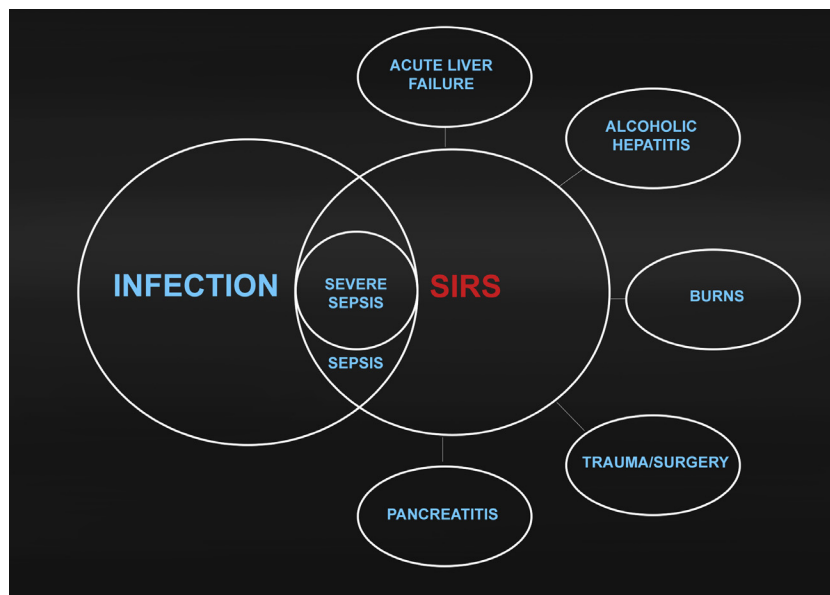 ACUTE LIVER
FAILURE
ALCOHOLIC
HEPATITIS
INFECTION
SEVERE
SEPSIS
SIRS
BURNS
SEPSIS
TRAUMA/SURGERY
PANCREATITIS